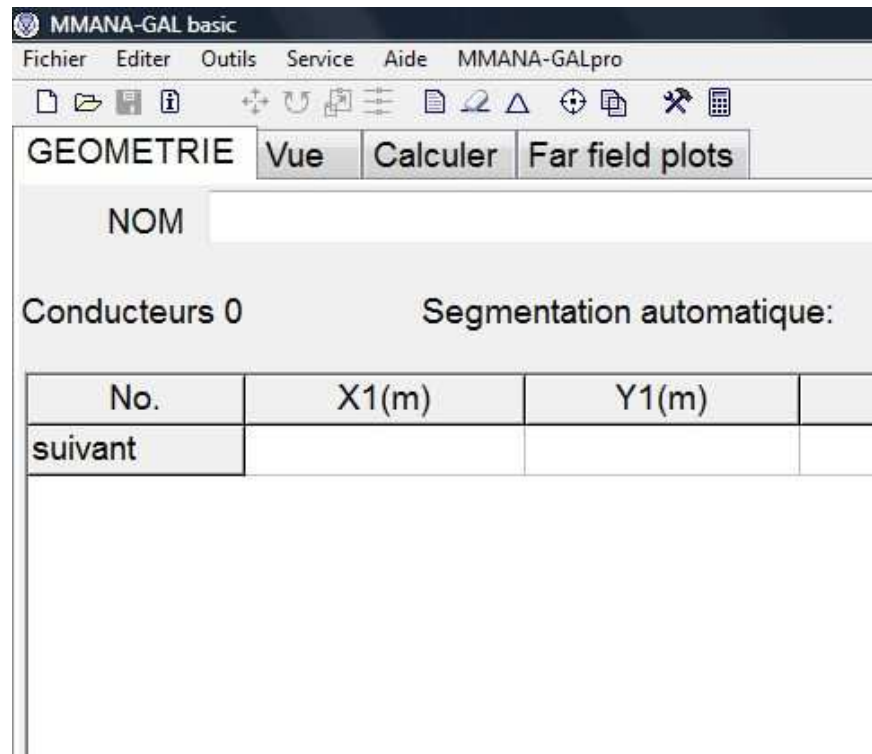 MMANA-GAL basic
Fichier Editer Outils Service Aide MMANA-GALpro
GEOMETRIE Vue Calculer Far field plots
NOM
Conducteurs 0 Segmentation automatique:
No. X1(m) Y1(m)
suivant